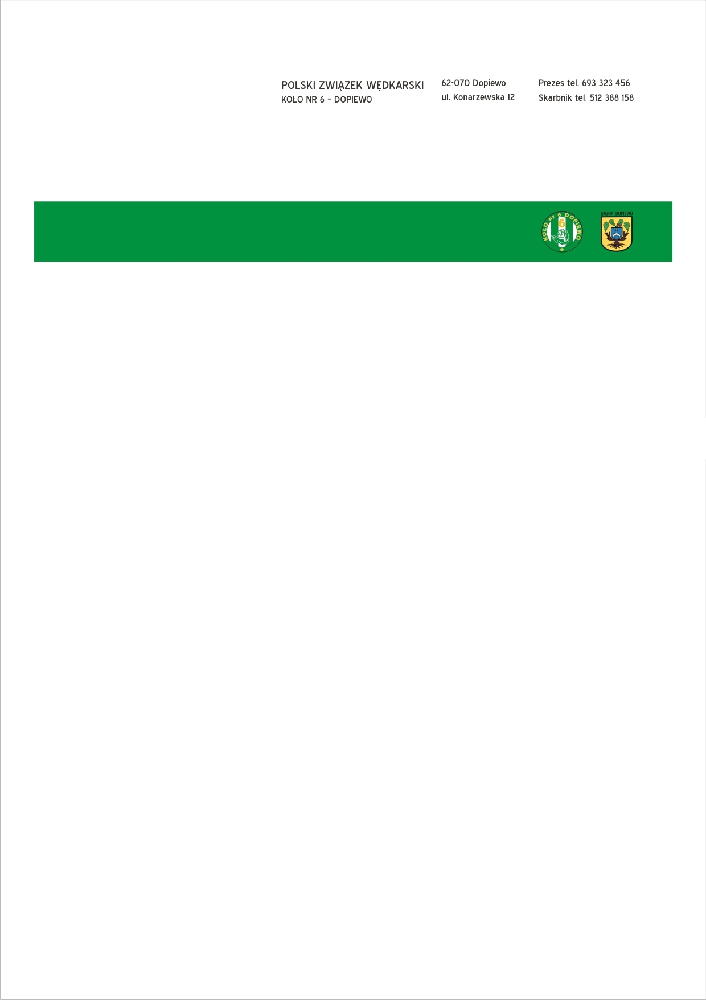 POLSKI ZWIĄZEK WĘDKARSKI
KOŁO NR 6 – DOPIEWO
62-070 Dopiewo
ul. Konarzewska 12
Prezes tel. 693 323 456
Skarbnik tel. 512 388 158
KOŁO nr 6 DOPIEWO
6
GMINA DOPIEWO